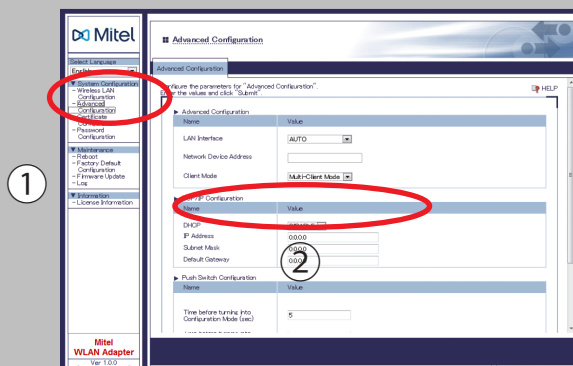 Mitel
Advanced Configuration
Select Language
English
Advanced Configuration
▼ System Configuration
- Wireless LAN
Configuration
- Advanced
Configuration
- Certificate
Configuration
- Password
Configuration
▼ Maintenance
- Reboot
- Factory Default
Configuration
- Firmware Update
- Log
▼ Information
- License Information
Configure the parameters for "Advanced Configuration".
Enter the values and click "Submit".
HELP
► Advanced Configuration
Name Value
LAN Interface AUTO
Network Device Address
Client Mode Multi-Client Mode
► TCP/IP Configuration
Name Value
DHCP
IP Address 0.0.0.0
Subnet Mask 0.0.0.0
Default Gateway 0.0.0.0
► Push Switch Configuration
Name Value
Time before turning into
Configuration Mode (sec) 5
1
2
Mitel
WLAN Adapter
Ver 1.0.0